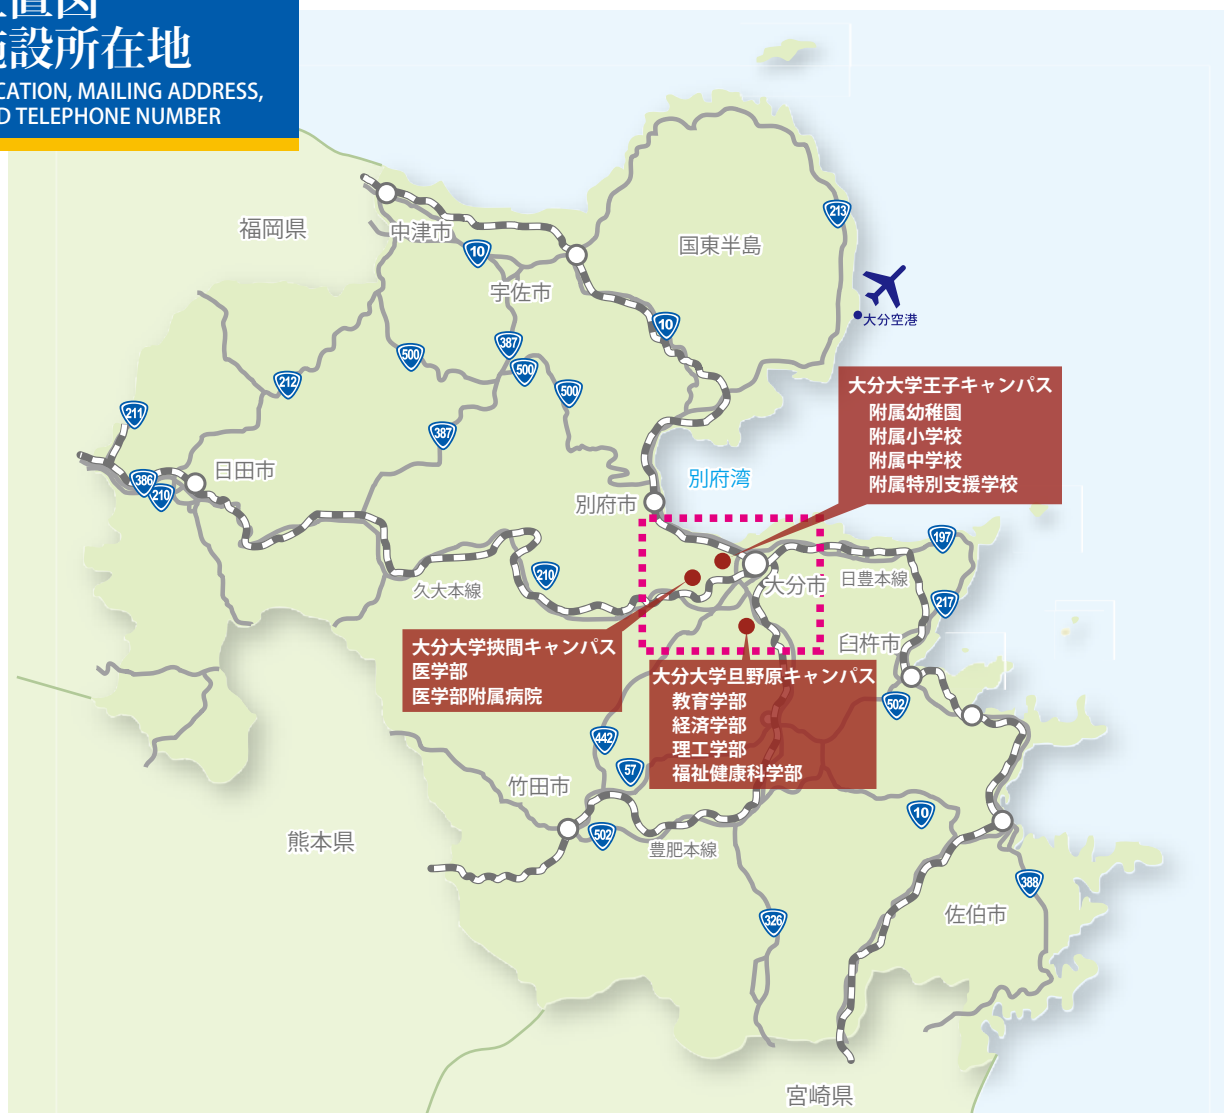 施設所在地
CATION, MAILING ADDRESS,
D TELEPHONE NUMBER
福岡県
中津市
10
宇佐市
国東半島
213
大分空港
10
387
500
500
500
212
211
387
386
210
日田市
別府市
別府湾
大分大学王子キャンパス
附属幼稚園
附属小学校
附属中学校
附属特別支援学校
197
日豊本線
217
大分市
210
久大本線
臼杵市
大分大学挾間キャンパス
医学部
医学部附属病院
大分大学旦野原キャンパス
教育学部
経済学部
理工学部
福祉健康科学部
502
442
57
竹田市
502
豊肥本線
10
熊本県
388
佐伯市
326
宮崎県